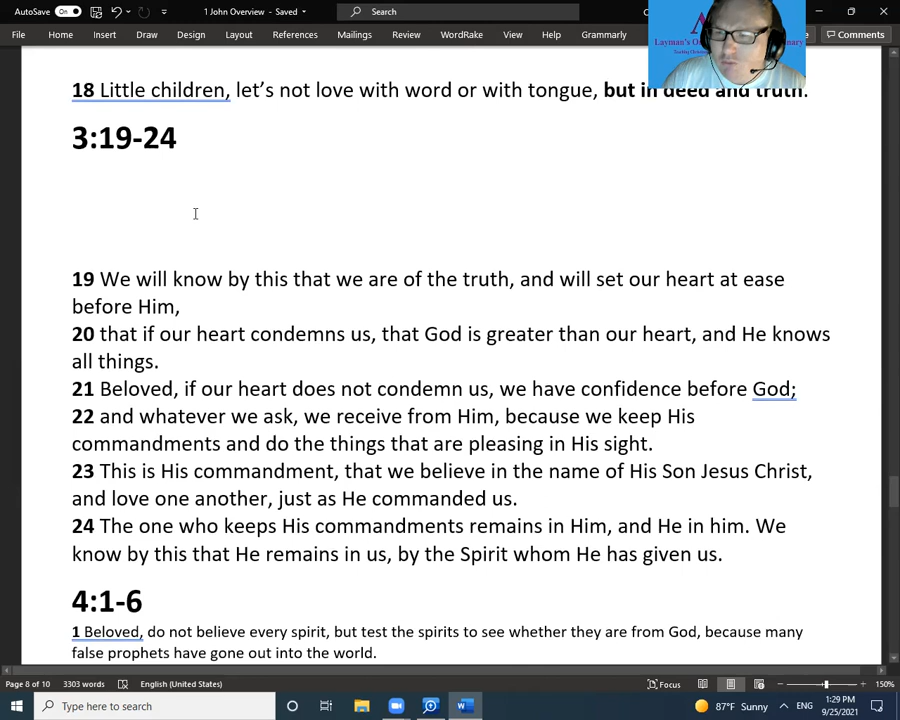 AutoSave On 1 John Overview - Saved Search
File Home Insert Draw Design Layout References Mailings Review WordRake View Help Grammarly Comments
18 Little children, let's not love with word or with tongue, but in deed and truth.
3:19-24
19 We will know by this that we are of the truth, and will set our heart at ease
before Him,
20 that if our heart condemns us, that God is greater than our heart, and He knows
all things.
21 Beloved, if our heart does not condemn us, we have confidence before God;
22 and whatever we ask, we receive from Him, because we keep His
commandments and do the things that are pleasing in His sight.
23 This is His commandment, that we believe in the name of His Son Jesus Christ,
and love one another, just as He commanded us.
24 The one who keeps His commandments remains in Him, and He in him. We
know by this that He remains in us, by the Spirit whom He has given us.
4:1-6
1 Beloved, do not believe every spirit, but test the spirits to see whether they are from God, because many
false prophets have gone out into the world.
Page 8 of 10 3303 words English (United States) Focus 150%
Type here to search 87°F Sunny ENG 1:29 PM
9/25/2021